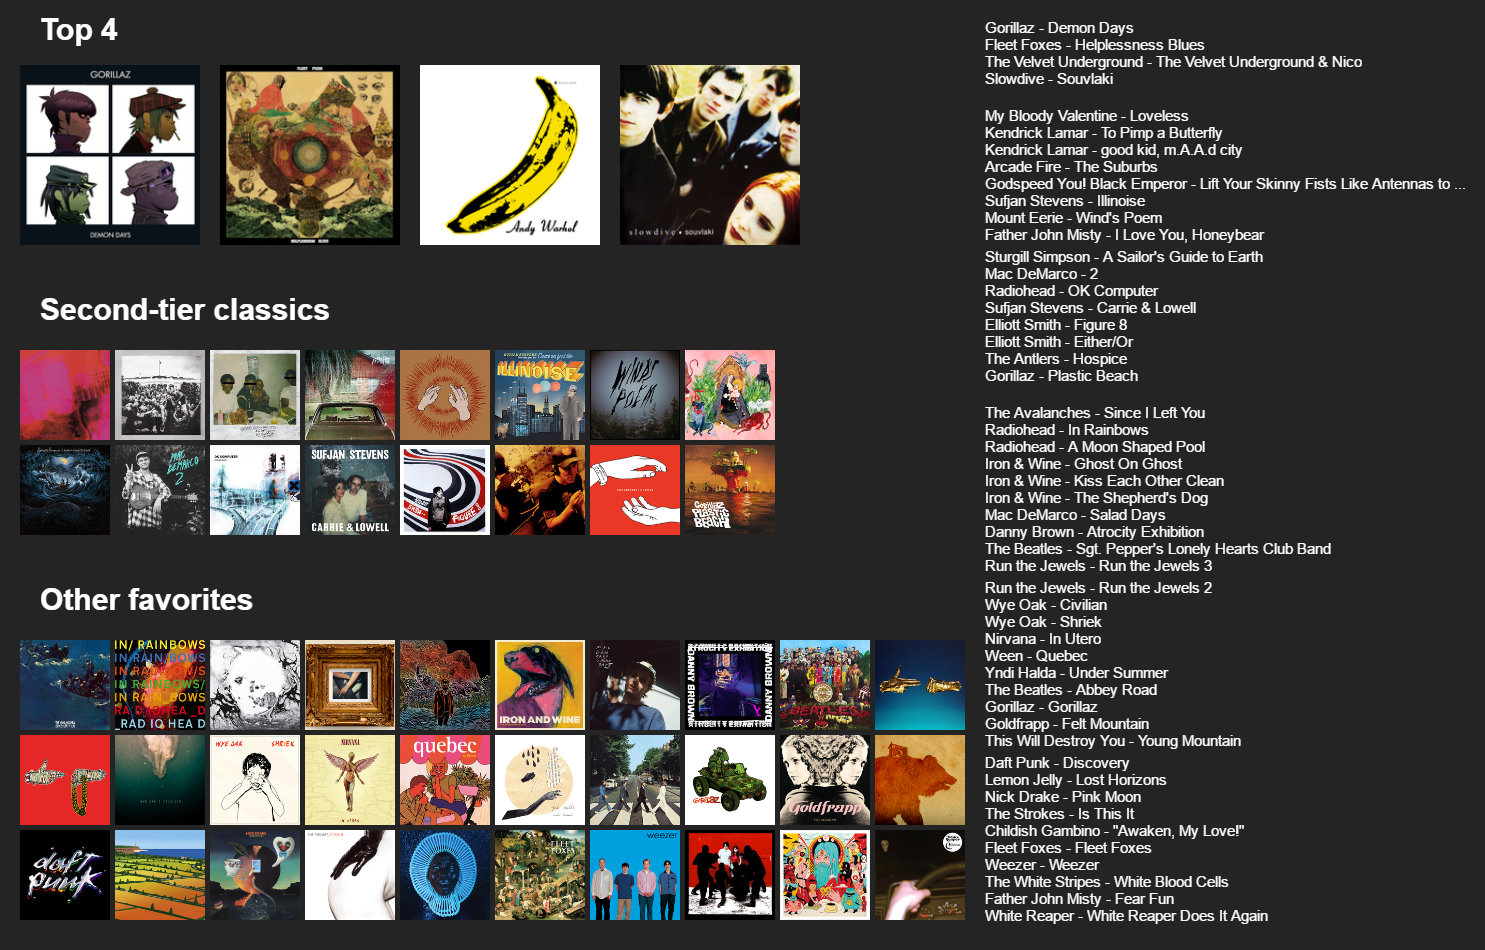 Top 4
GORILLAZ
DEMON DAYS
FLEET FOXES
HELPLESSNESS BLUES
Andy Warhol
slowdive • souvlaki
Second-tier classics
ILLINOISE
WIND'S POEM
MAC DEMARCO 2
OK COMPUTER
SUFJAN STEVENS
CARRIE & LOWELL
FIGURE 8
GORILLAZ PLASTIC BEACH
Other favorites
IN/ RAINBOWS
IN RAINBOWS
IN RAINBOW/S
IN RAINBOWS/
IN RAIN_BOWS
RA D IOHEA _D
_RAD IO HEA D
IRON AND WINE
ATROCITY EXHIBITION
DANNY BROWN
DANNY BROWN
ATROCITY EXHIBITION
BEATLES
WYE OAK SHRIEK
NIRVANA
IN UTERO
quebec
GORILLAZ
Goldfrapp
daft punk
FLEET FOXES
weezer
Gorillaz - Demon Days
Fleet Foxes - Helplessness Blues
The Velvet Underground - The Velvet Underground & Nico
Slowdive - Souvlaki
My Bloody Valentine - Loveless
Kendrick Lamar - To Pimp a Butterfly
Kendrick Lamar - good kid, m.A.A.d city
Arcade Fire - The Suburbs
Godspeed You! Black Emperor - Lift Your Skinny Fists Like Antennas to ...
Sufjan Stevens - Illinoise
Mount Eerie - Wind's Poem
Father John Misty - I Love You, Honeybear
Sturgill Simpson - A Sailor's Guide to Earth
Mac DeMarco - 2
Radiohead - OK Computer
Sufjan Stevens - Carrie & Lowell
Elliott Smith - Figure 8
Elliott Smith - Either/Or
The Antlers - Hospice
Gorillaz - Plastic Beach
The Avalanches - Since I Left You
Radiohead - In Rainbows
Radiohead - A Moon Shaped Pool
Iron & Wine - Ghost On Ghost
Iron & Wine - Kiss Each Other Clean
Iron & Wine - The Shepherd's Dog
Mac DeMarco - Salad Days
Danny Brown - Atrocity Exhibition
The Beatles - Sgt. Pepper's Lonely Hearts Club Band
Run the Jewels - Run the Jewels 3
Run the Jewels - Run the Jewels 2
Wye Oak - Civilian
Wye Oak - Shriek
Nirvana - In Utero
Ween - Quebec
Yndi Halda - Under Summer
The Beatles - Abbey Road
Gorillaz - Gorillaz
Goldfrapp - Felt Mountain
This Will Destroy You - Young Mountain
Daft Punk - Discovery
Lemon Jelly - Lost Horizons
Nick Drake - Pink Moon
The Strokes - Is This It
Childish Gambino - "Awaken, My Love!"
Fleet Foxes - Fleet Foxes
Weezer - Weezer
The White Stripes - White Blood Cells
Father John Misty - Fear Fun
White Reaper - White Reaper Does It Again